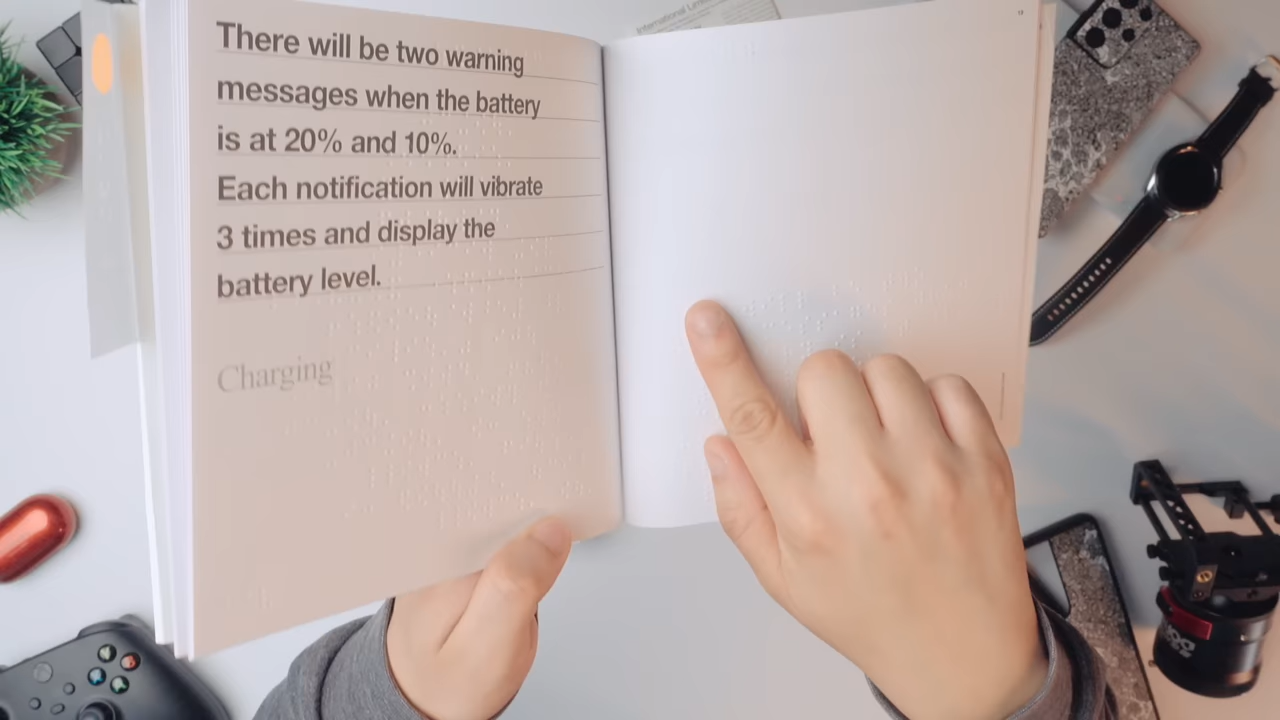 International
There will be two warning
messages when the battery
is at 20% and 10%.
Each notification will vibrate
3 times and display the
battery level.
Charging